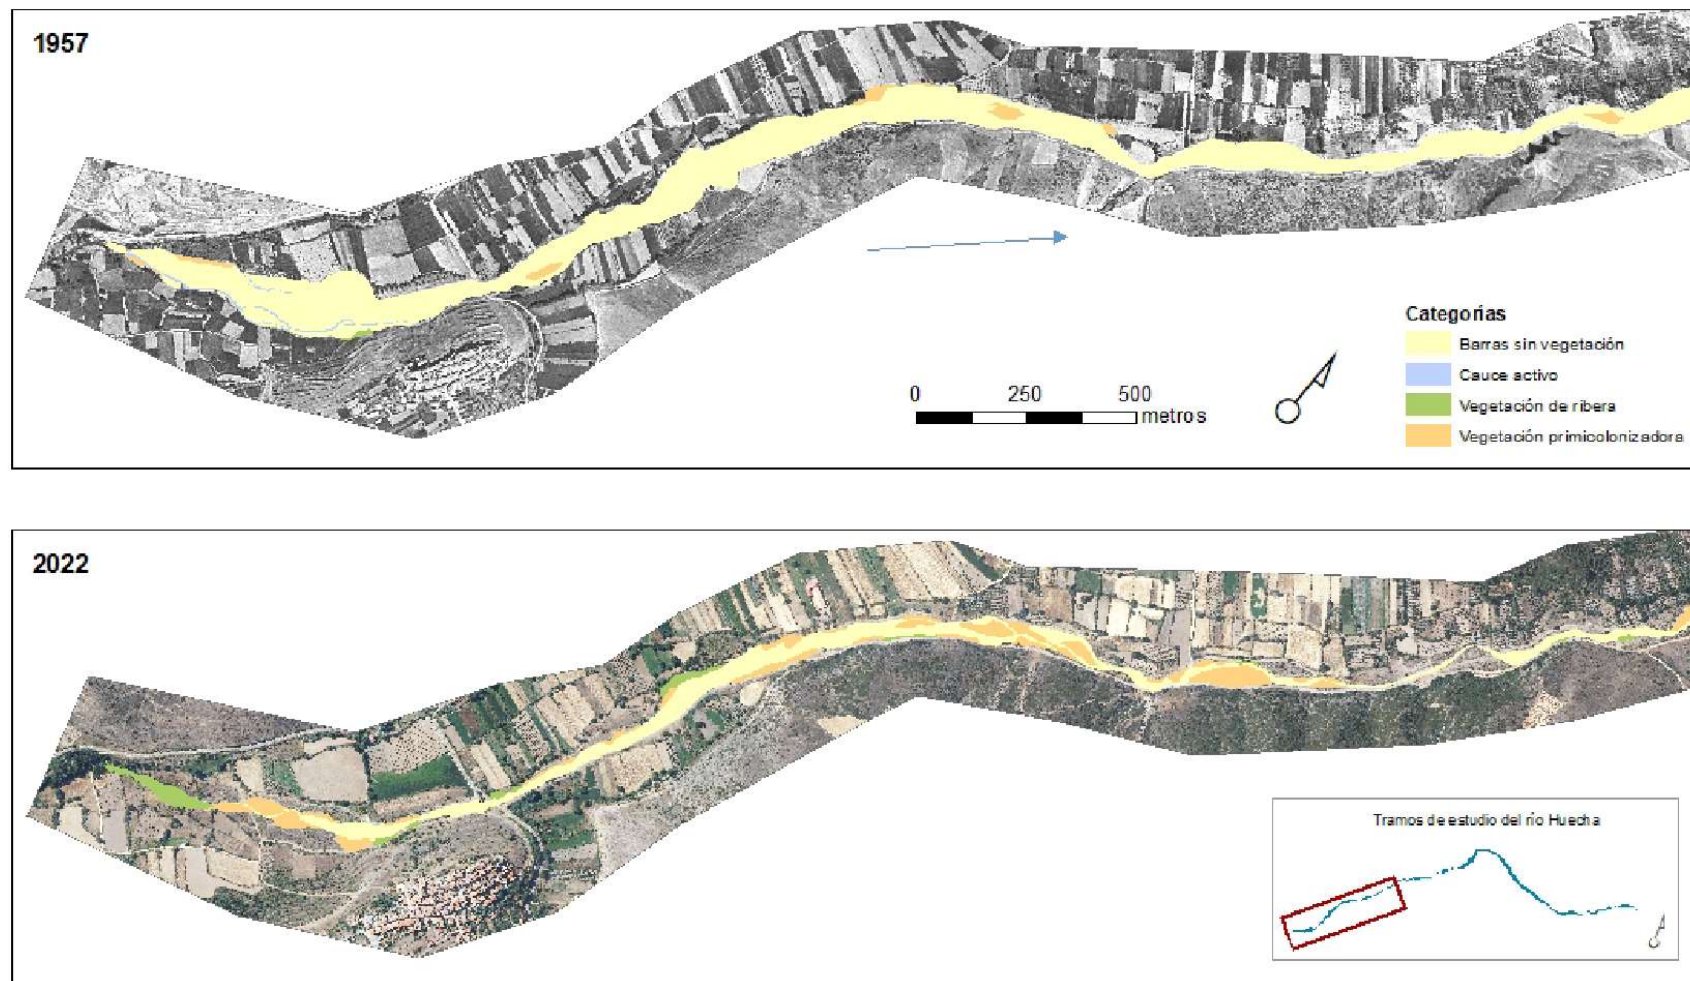 1957
Categorías
Barras sin vegetación
Cauce activo
Vegetación de ribera
Vegetación primicolonizadora
0 250 500
metros
2022
Tramos de estudio del río Huecha